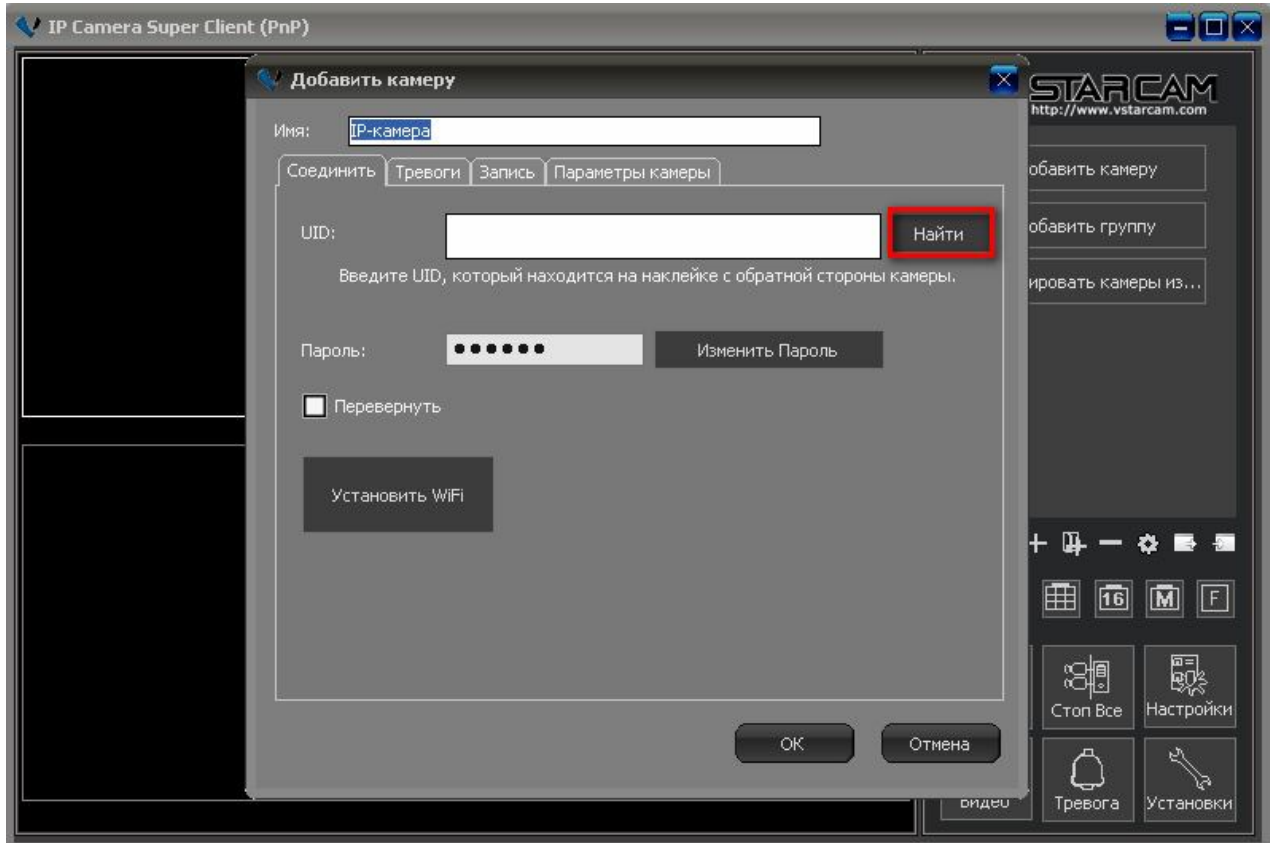 IP Camera Super Client (PnP)
Добавить камеру
STARCAM
http://www.vstarcam.com
Имя: IP-камера
Соединить Тревоги Запись Параметры камеры
UID: Найти
Введите UID, который находится на наклейке с обратной стороны камеры.
Пароль: ●●●●●● Изменить Пароль
Перевернуть
Установить WiFi
OK Отмена
обавить камеру
обавить группу
ировать камеры из...
16 M F
Стоп Все Настройки
Видео Тревога Установки